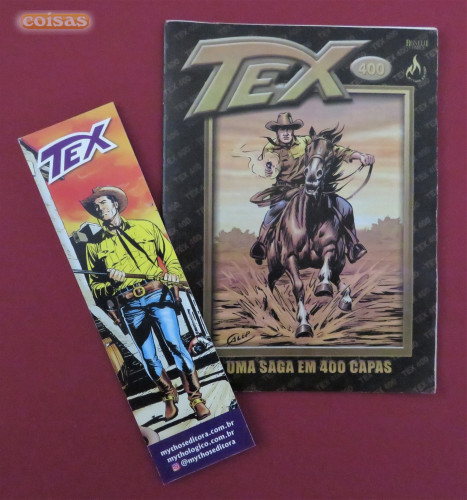 coisas
TEX
400
TEX
UMA SAGA EM 400 CAPAS
mythoseditora.com.br
mythologico.com.br
@mythoseditora